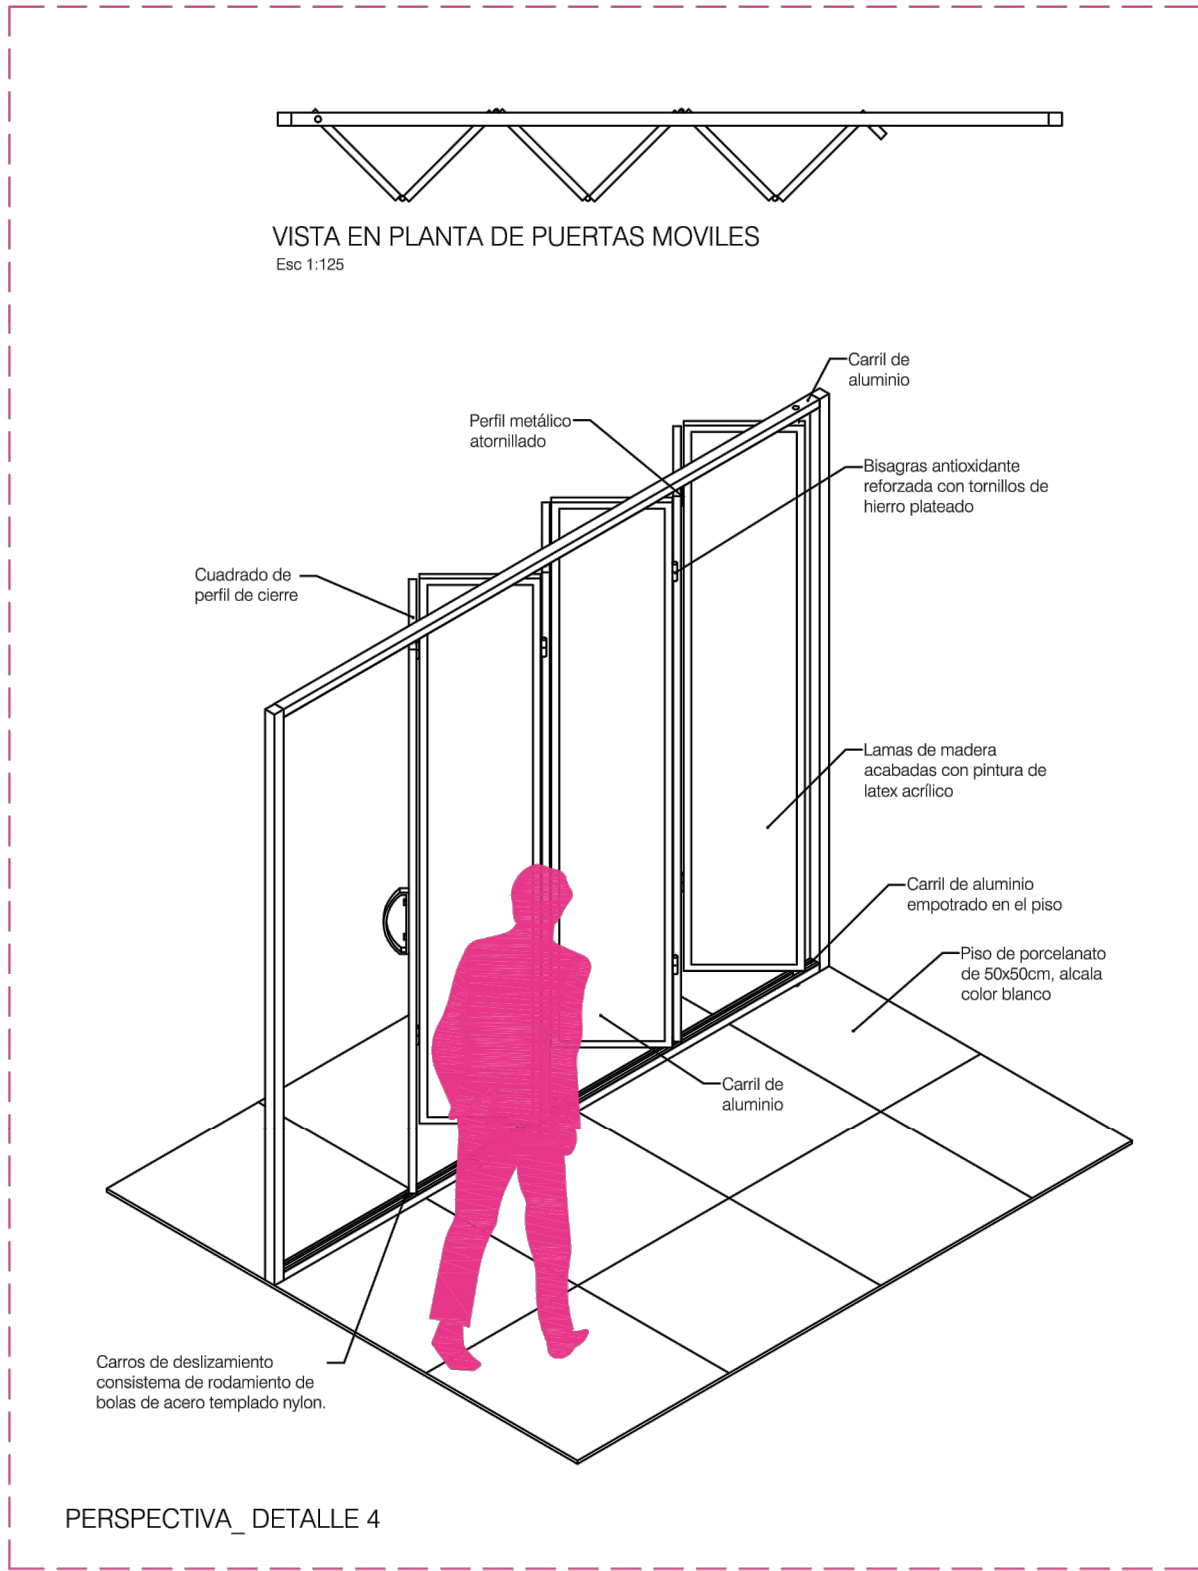 VISTA EN PLANTA DE PUERTAS MOVILES
Esc 1:125
Carril de
aluminio
Perfil metálico
atornillado
Bisagras antioxidante
reforzada con tornillos de
hierro plateado
Cuadrado de
perfil de cierre
Lamas de madera
acabadas con pintura de
latex acrílico
Carril de aluminio
empotrado en el piso
Piso de porcelanato
de 50x50cm, alcala
color blanco
Carril de
aluminio
Carros de deslizamiento
consistema de rodamiento de
bolas de acero templado nylon.
PERSPECTIVA_ DETALLE 4